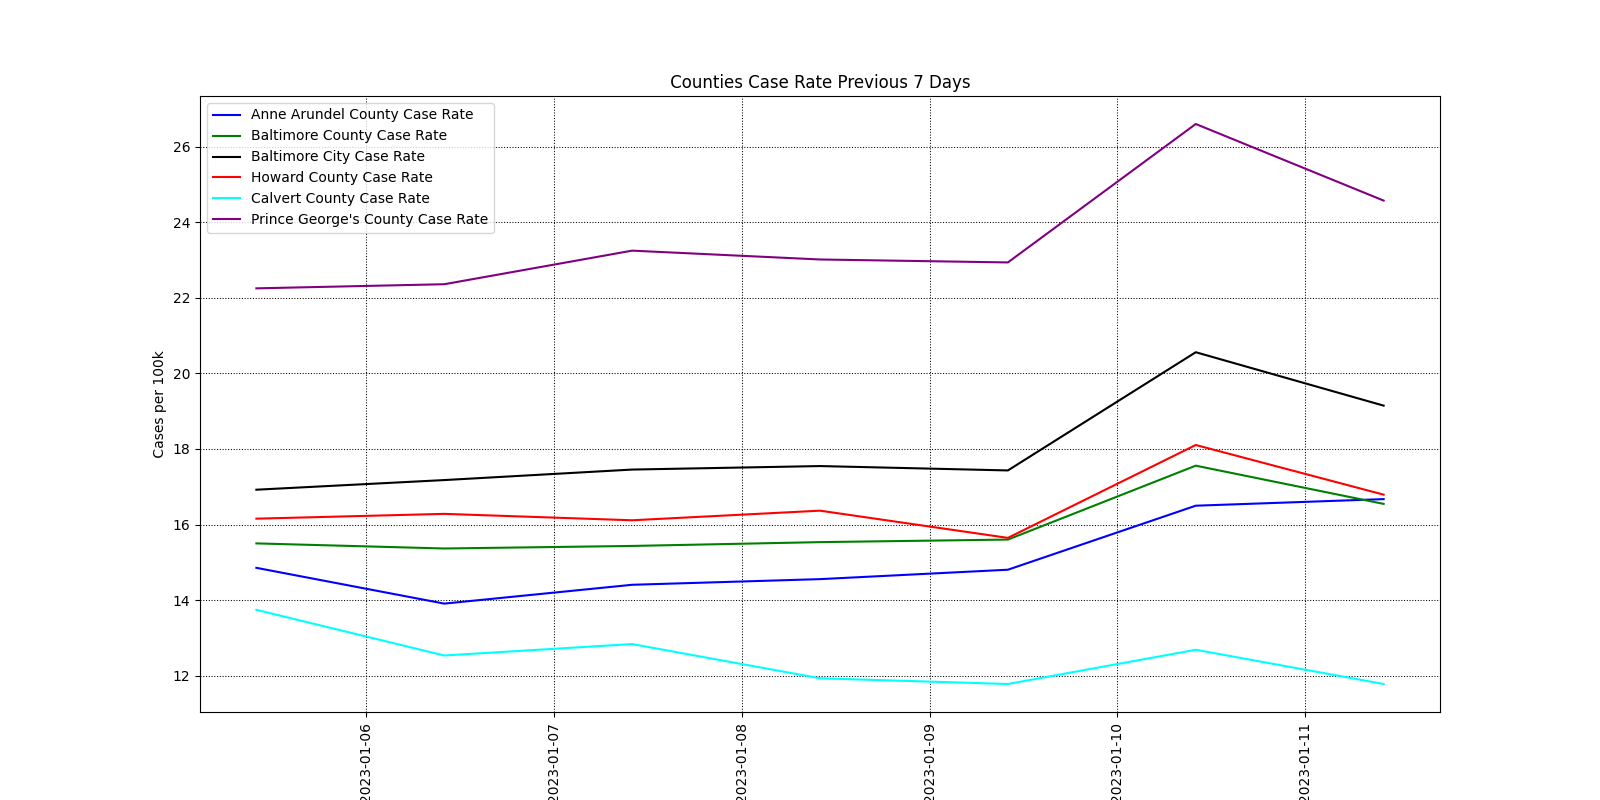 Counties Case Rate Previous 7 Days
Anne Arundel County Case Rate
Baltimore County Case Rate
Baltimore City Case Rate
Howard County Case Rate
Calvert County Case Rate
Prince George's County Case Rate
Cases per 100k
26
24
22
20
18
16
14
12
2023-01-06
2023-01-07
2023-01-08
2023-01-09
2023-01-10
2023-01-11